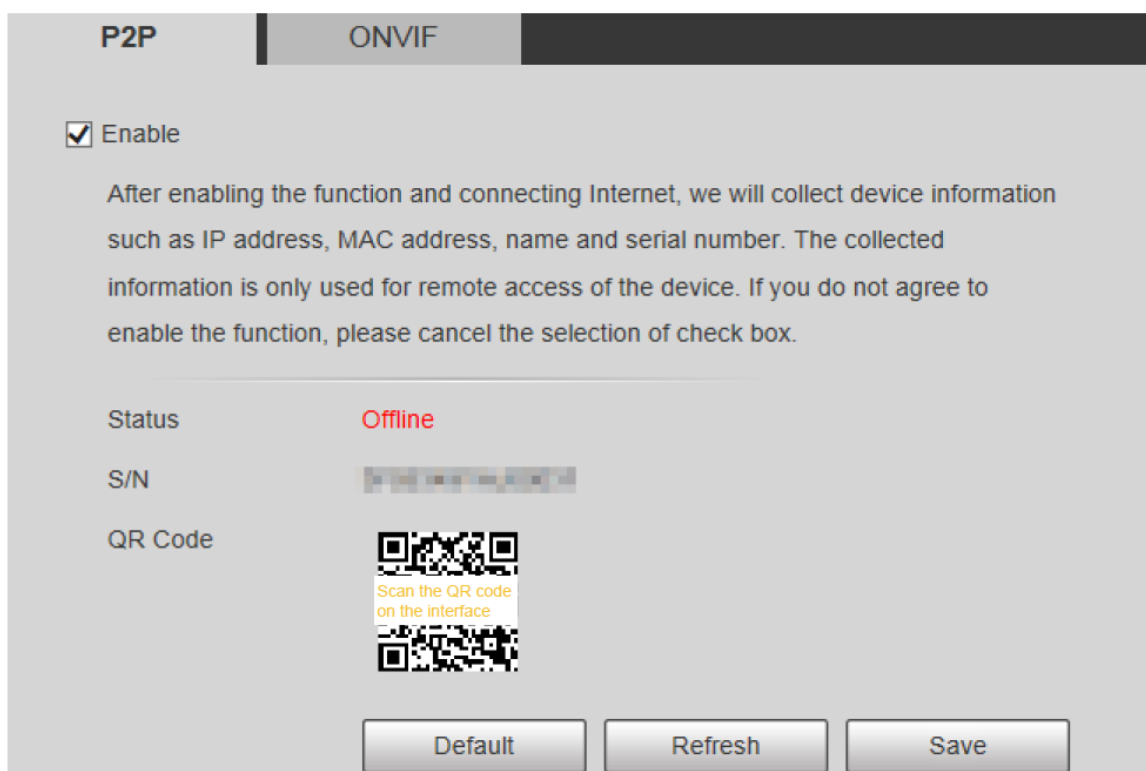 P2P ONVIF
Enable
After enabling the function and connecting Internet, we will collect device information
such as IP address, MAC address, name and serial number. The collected
information is only used for remote access of the device. If you do not agree to
enable the function, please cancel the selection of check box.
Status Offline
S/N
QR Code
Scan the QR code
on the interface
Default Refresh Save